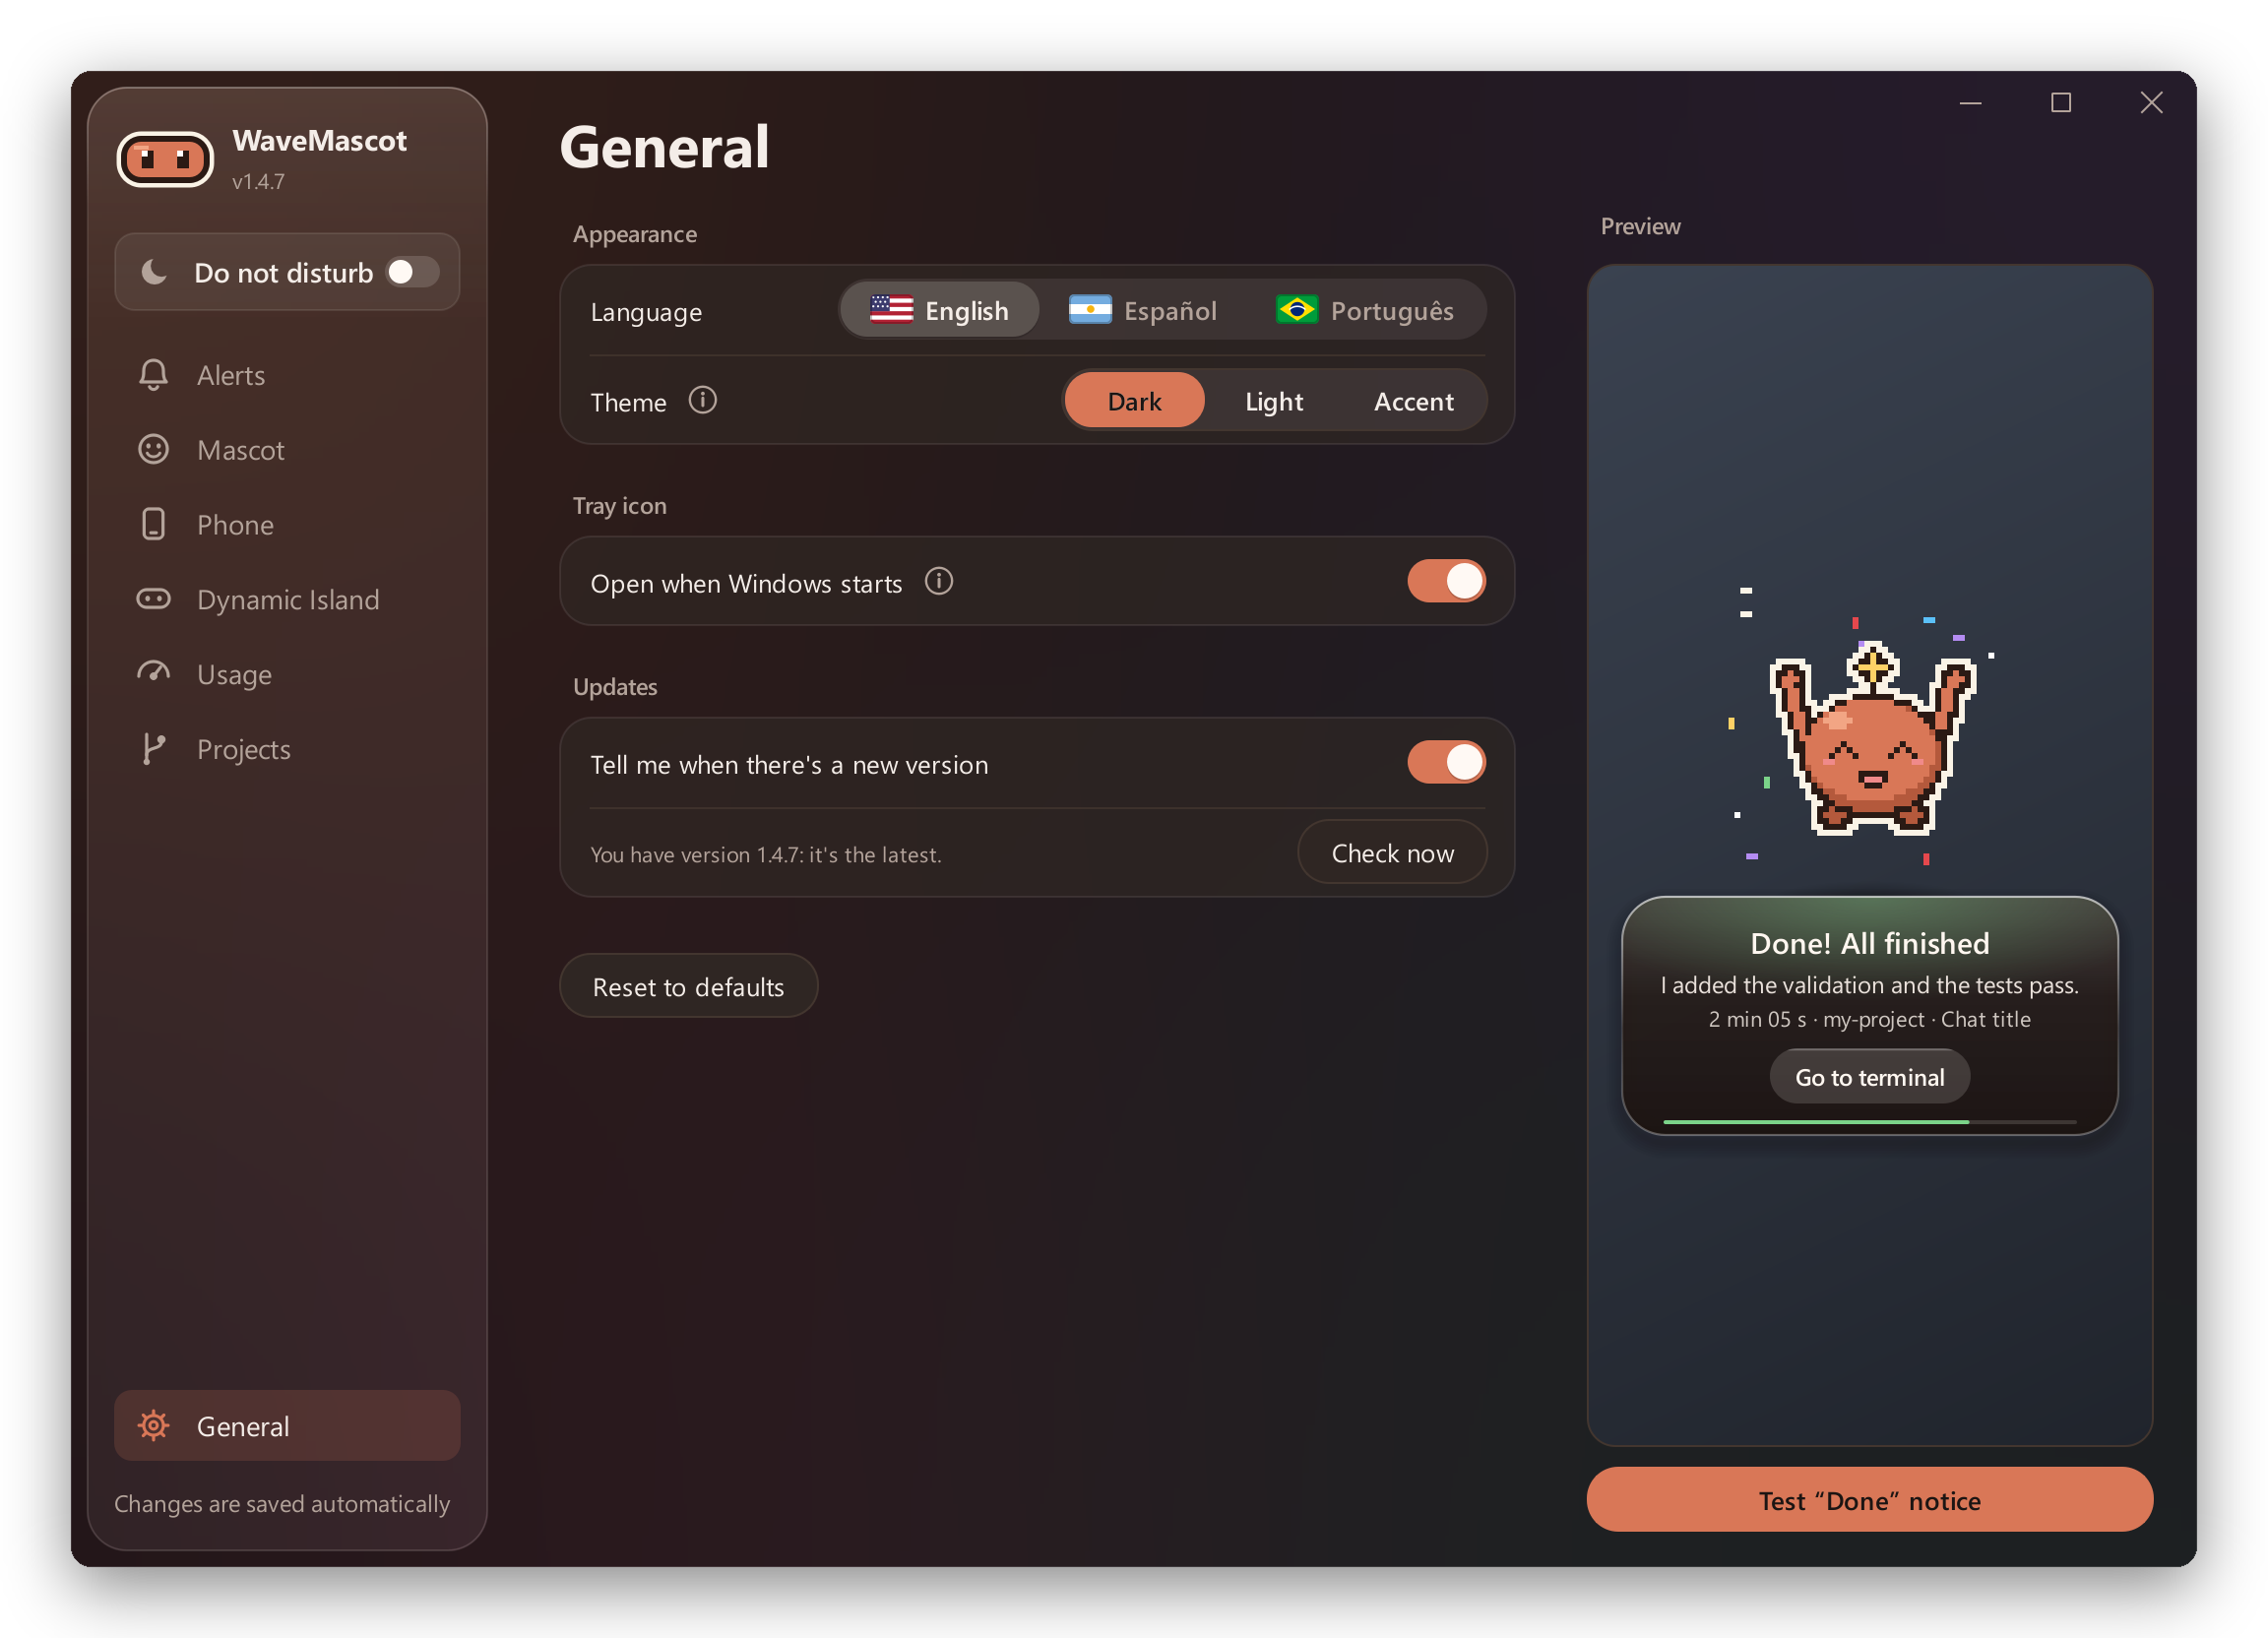 WaveMascot
v1.4.7
Do not disturb
Alerts
Mascot
Phone
Dynamic Island
Usage
Projects
General
Changes are saved automatically
General
Appearance
Language
English
Español
Português
Theme
Dark
Light
Accent
Tray icon
Open when Windows starts
Updates
Tell me when there's a new version
You have version 1.4.7: it's the latest.
Check now
Reset to defaults
Preview
Done! All finished
I added the validation and the tests pass.
2 min 05 s · my-project · Chat title
Go to terminal
Test “Done” notice